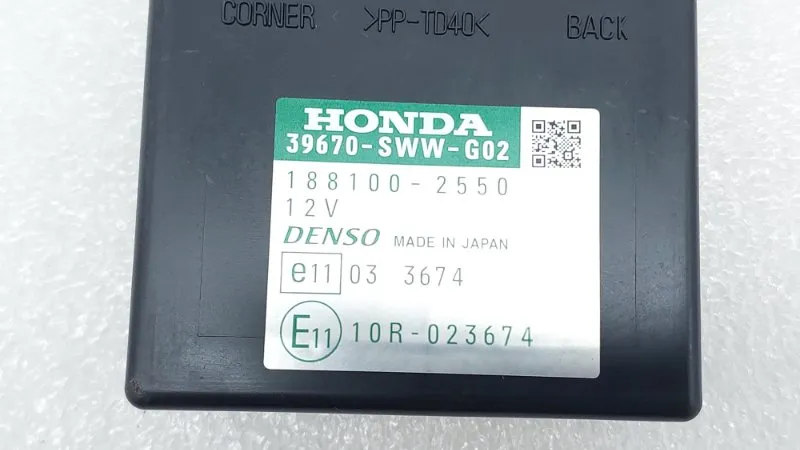 CORNER >PP-TD40< BACK
HONDA
39670-SWW-G02
188100-2550
12V
DENSO MADE IN JAPAN
e11 03 3674
E11 10R-023674